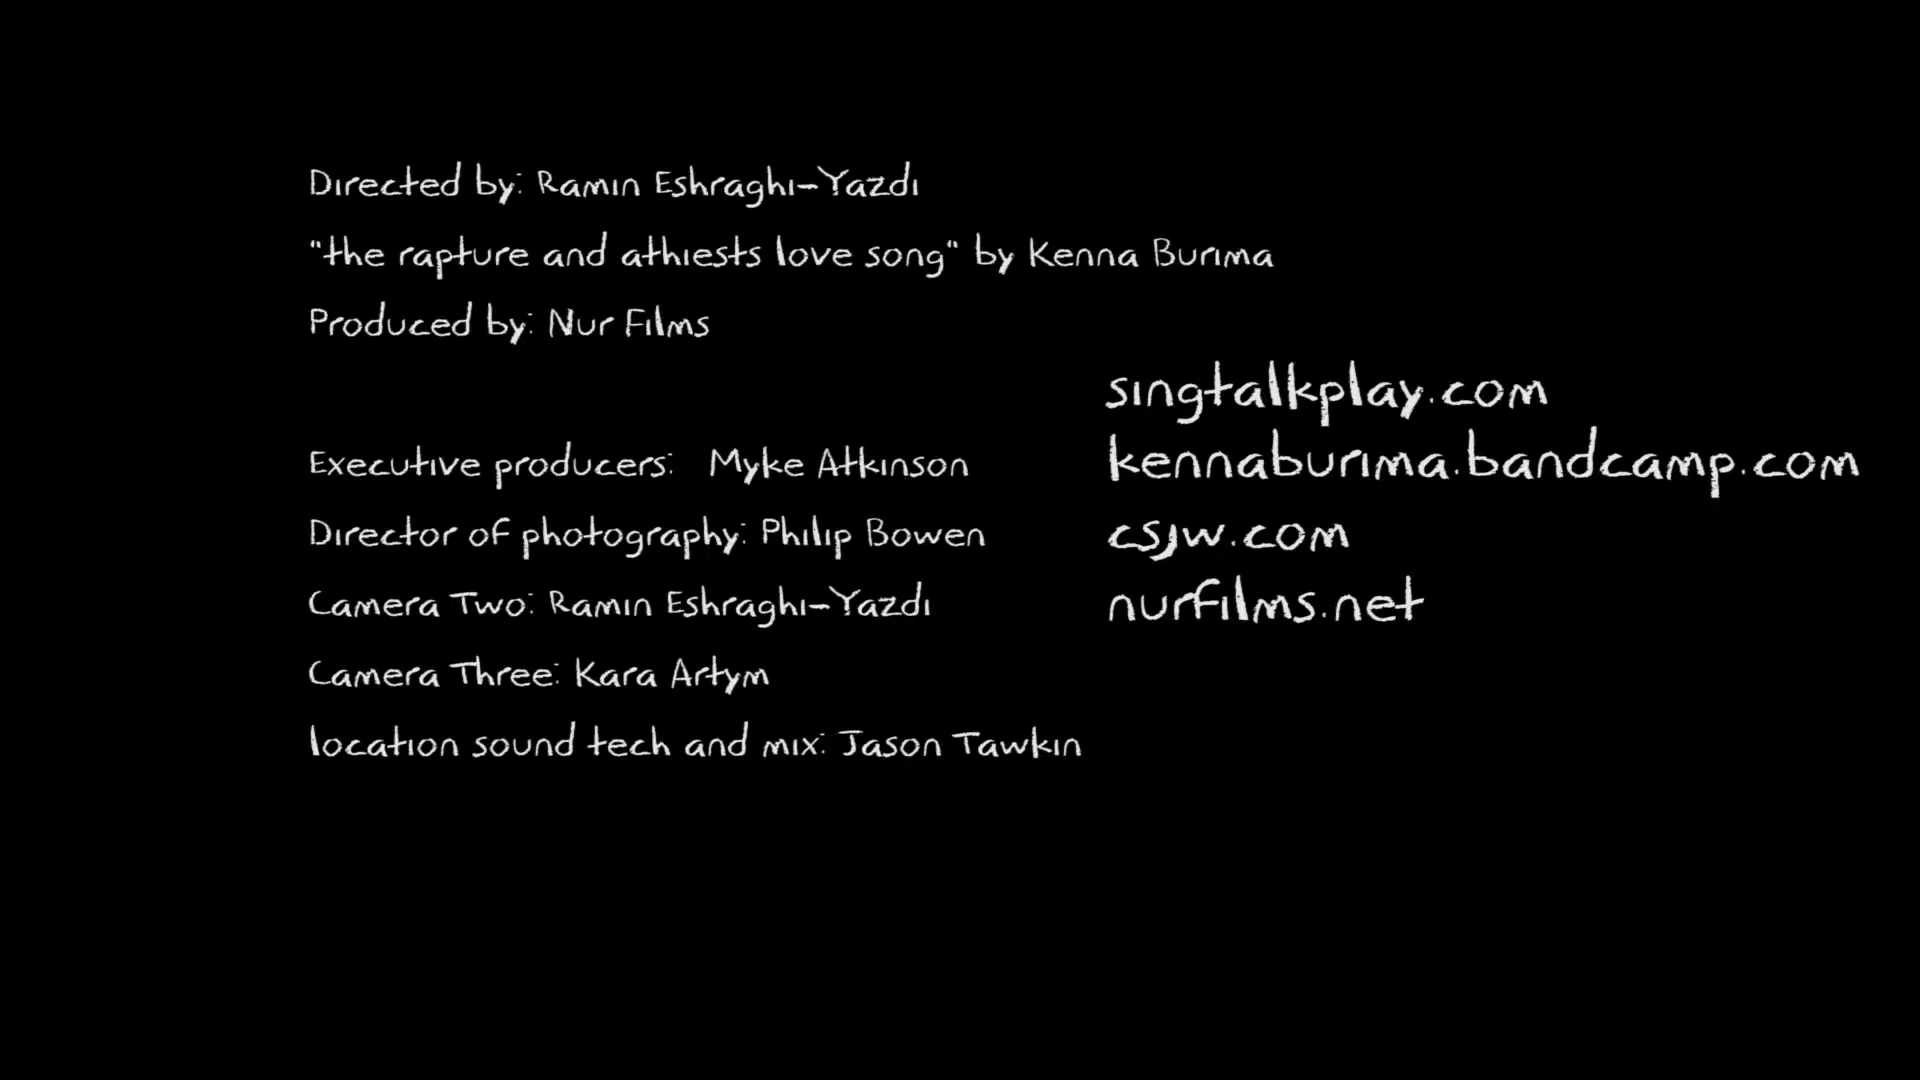 Directed by: Ramin Eshraghi-Yazdi
"the rapture and athiests love song" by Kenna Burima
Produced by: Nur Films
Executive producers: Myke Atkinson
Director of photography: Philip Bowen
Camera Two: Ramin Eshraghi-Yazdi
Camera Three: Kara Artym
location sound tech and mix: Jason Tawkin
singtalkplay.com
kennaburima.bandcamp.com
csjw.com
nurfilms.net